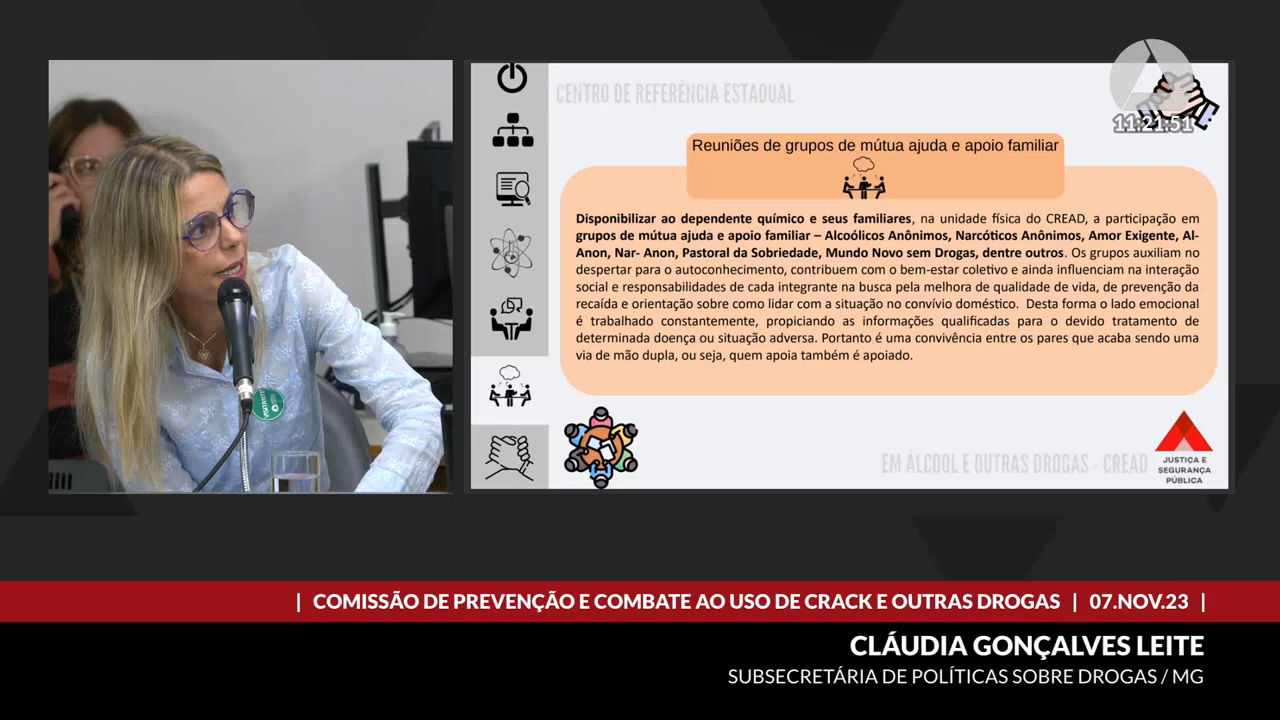 CENTRO DE REFERÊNCIA ESTADUAL
11:21:51
Reuniões de grupos de mútua ajuda e apoio familiar
Disponibilizar ao dependente químico e seus familiares, na unidade física do CREAD, a participação em
grupos de mútua ajuda e apoio familiar – Alcoólicos Anônimos, Narcóticos Anônimos, Amor Exigente, Al-
Anon, Nar- Anon, Pastoral da Sobriedade, Mundo Novo sem Drogas, dentre outros. Os grupos auxiliam no
despertar para o autoconhecimento, contribuem com o bem-estar coletivo e ainda influenciam na interação
social e responsabilidades de cada integrante na busca pela melhora de qualidade de vida, de prevenção da
recaída e orientação sobre como lidar com a situação no convívio doméstico. Desta forma o lado emocional
é trabalhado constantemente, propiciando as informações qualificadas para o devido tratamento de
determinada doença ou situação adversa. Portanto é uma convivência entre os pares que acaba sendo uma
via de mão dupla, ou seja, quem apoia também é apoiado.
VISITANTE
EM ÁLCOOL E OUTRAS DROGAS - CREAD
JUSTIÇA E
SEGURANÇA
PÚBLICA
| COMISSÃO DE PREVENÇÃO E COMBATE AO USO DE CRACK E OUTRAS DROGAS | 07.NOV.23 |
CLÁUDIA GONÇALVES LEITE
SUBSECRETÁRIA DE POLÍTICAS SOBRE DROGAS / MG